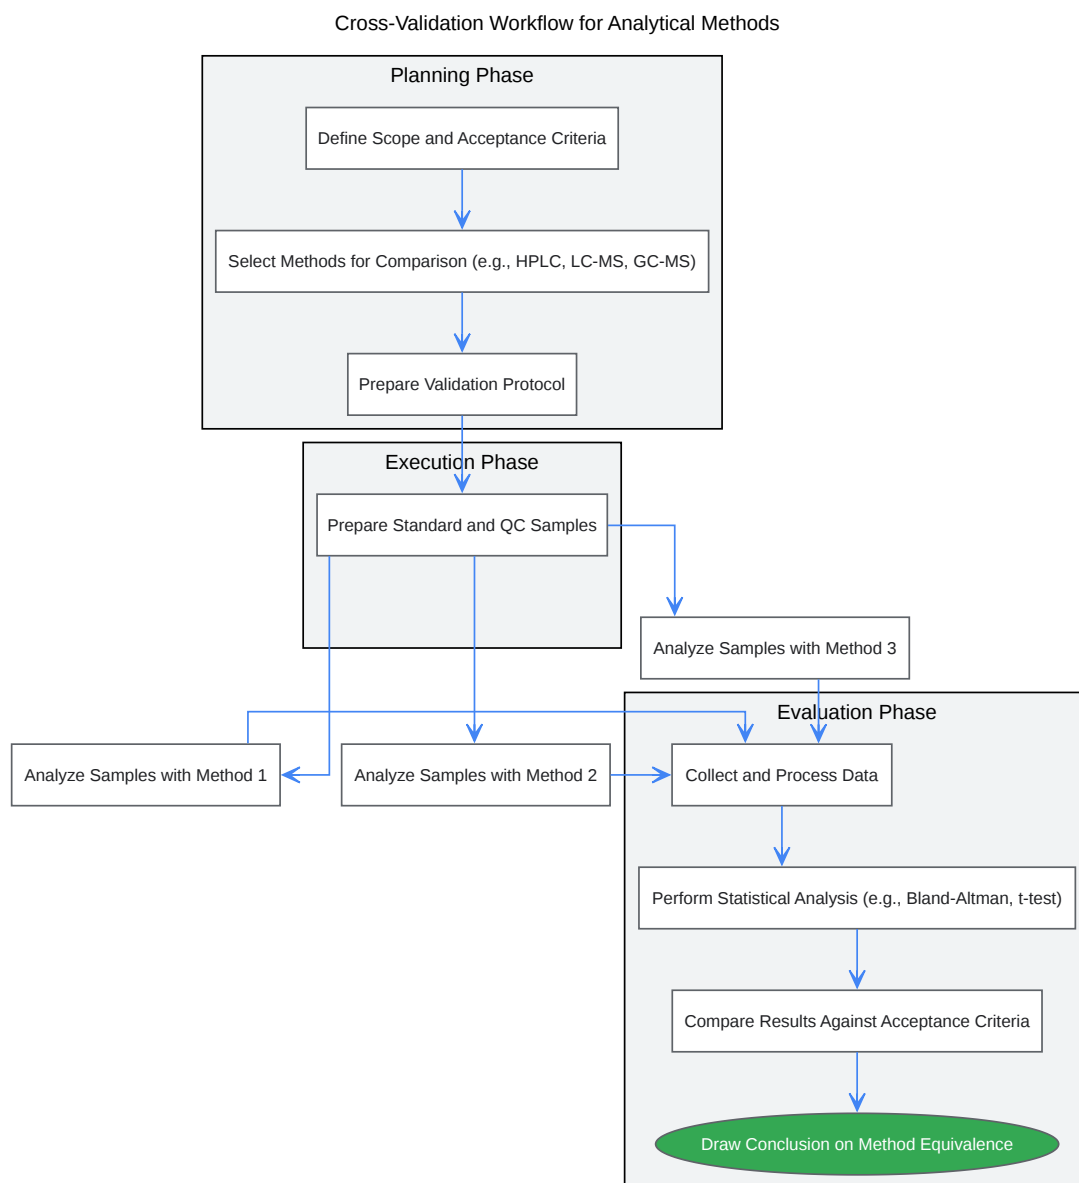 Cross-Validation Workflow for Analytical Methods
Planning Phase
Define Scope and Acceptance Criteria
Select Methods for Comparison (e.g., HPLC, LC-MS, GC-MS)
Prepare Validation Protocol
Execution Phase
Prepare Standard and QC Samples
Analyze Samples with Method 3
Evaluation Phase
Analyze Samples with Method 1
Analyze Samples with Method 2
Collect and Process Data
Perform Statistical Analysis (e.g., Bland-Altman, t-test)
Compare Results Against Acceptance Criteria
Draw Conclusion on Method Equivalence